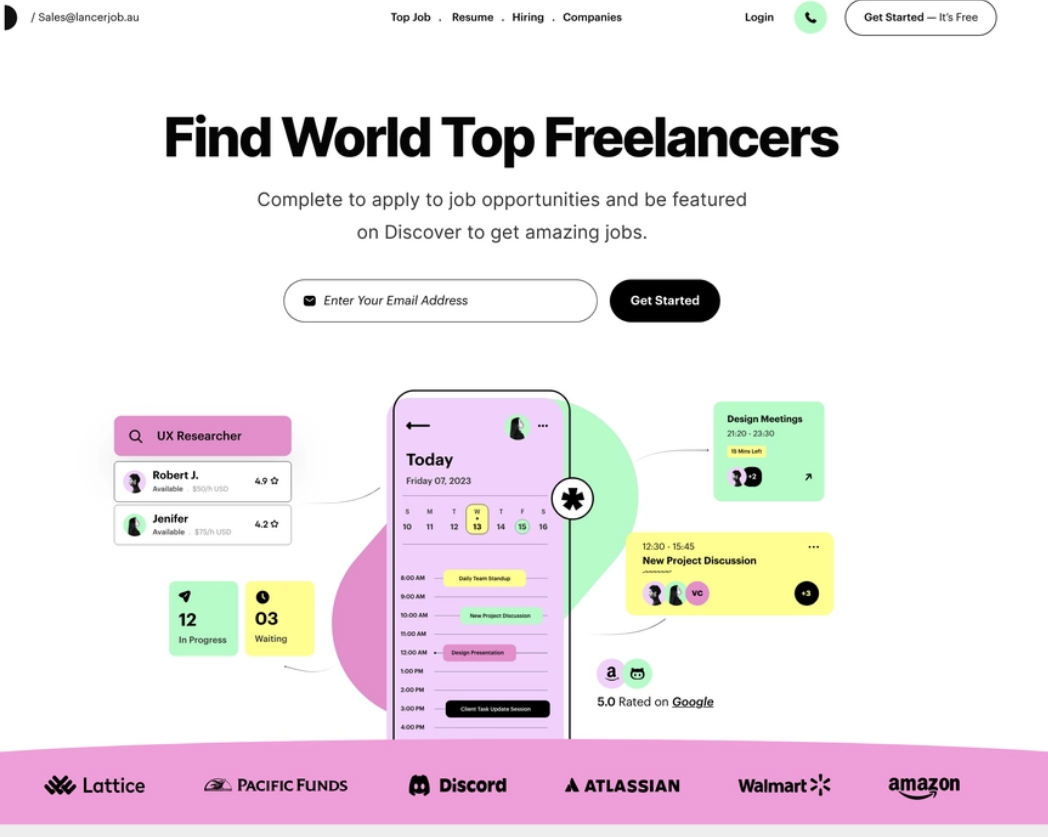 / Sales@lancerjob.au
Top Job . Resume . Hiring . Companies
Login
Get Started — It's Free
Find World Top Freelancers
Complete to apply to job opportunities and be featured
on Discover to get amazing jobs.
Enter Your Email Address
Get Started
UX Researcher
Robert J.
Available . $50/h USD
4.9
Jenifer
Available . $75/h USD
4.2
12
In Progress
03
Waiting
Today
Friday 07, 2023
S M T W T F S
10 11 12 13 14 15 16
8:00 AM Daily Team Standup
9:00 AM
10:00 AM New Project Discussion
11:00 AM
12:00 AM Design Presentation
1:00 PM
2:00 PM
3:00 PM Client Task Update Session
4:00 PM
Design Meetings
21:20 - 23:30
15 Mins Left
+2
12:30 - 15:45
New Project Discussion
VC
+3
a
5.0 Rated on Google
Lattice
PACIFIC FUNDS
Discord
ATLASSIAN
Walmart
amazon